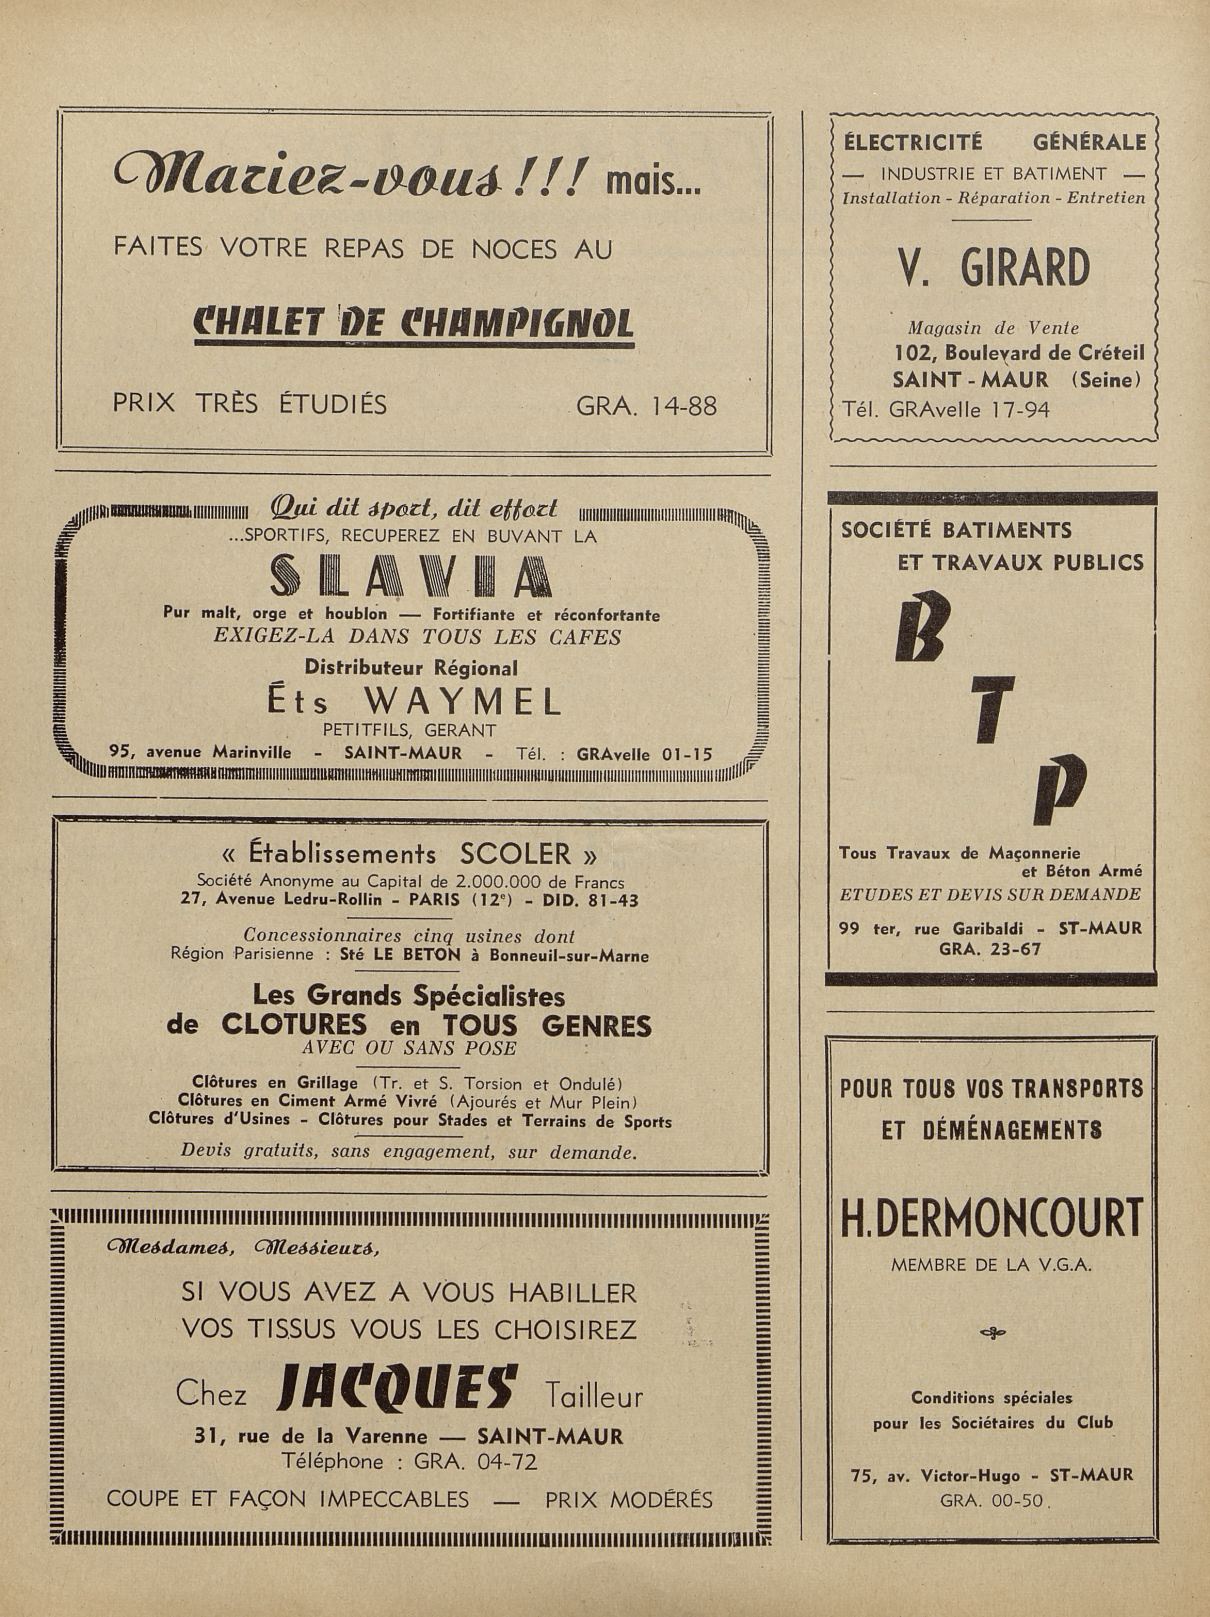 Mariez-vous !!! mais...
FAITES VOTRE REPAS DE NOCES AU
CHALET DE CHAMPIGNOL
PRIX TRÈS ÉTUDIÉS GRA. 14-88
Qui dit sport, dit effort
...SPORTIFS, RECUPEREZ EN BUVANT LA
SLAVIA
Pur malt, orge et houblon — Fortifiante et réconfortante
EXIGEZ-LA DANS TOUS LES CAFES
Distributeur Régional
Éts WAYMEL
PETITFILS, GERANT
95, avenue Marinville - SAINT-MAUR - Tél. : GRAvelle 01-15
« Établissements SCOLER »
Société Anonyme au Capital de 2.000.000 de Francs
27, Avenue Ledru-Rollin - PARIS (12e) - DID. 81-43
Concessionnaires cinq usines dont
Région Parisienne : Sté LE BETON à Bonneuil-sur-Marne
Les Grands Spécialistes
de CLOTURES en TOUS GENRES
AVEC OU SANS POSE
Clôtures en Grillage (Tr. et S. Torsion et Ondulé)
Clôtures en Ciment Armé Vivré (Ajourés et Mur Plein)
Clôtures d'Usines - Clôtures pour Stades et Terrains de Sports
Devis gratuits, sans engagement, sur demande.
Mesdames, Messieurs,
SI VOUS AVEZ A VOUS HABILLER
VOS TISSUS VOUS LES CHOISIREZ
Chez JACQUES Tailleur
31, rue de la Varenne — SAINT-MAUR
Téléphone : GRA. 04-72
COUPE ET FAÇON IMPECCABLES — PRIX MODÉRÉS
ÉLECTRICITÉ GÉNÉRALE
— INDUSTRIE ET BATIMENT —
Installation - Réparation - Entretien
V. GIRARD
Magasin de Vente
102, Boulevard de Créteil
SAINT-MAUR (Seine)
Tél. GRAvelle 17-94
SOCIÉTÉ BATIMENTS
ET TRAVAUX PUBLICS
B
T
P
Tous Travaux de Maçonnerie
et Béton Armé
ETUDES ET DEVIS SUR DEMANDE
99 ter, rue Garibaldi - ST-MAUR
GRA. 23-67
POUR TOUS VOS TRANSPORTS
ET DÉMÉNAGEMENTS
H.DERMONCOURT
MEMBRE DE LA V.G.A.
Conditions spéciales
pour les Sociétaires du Club
75, av. Victor-Hugo - ST-MAUR
GRA. 00-50.